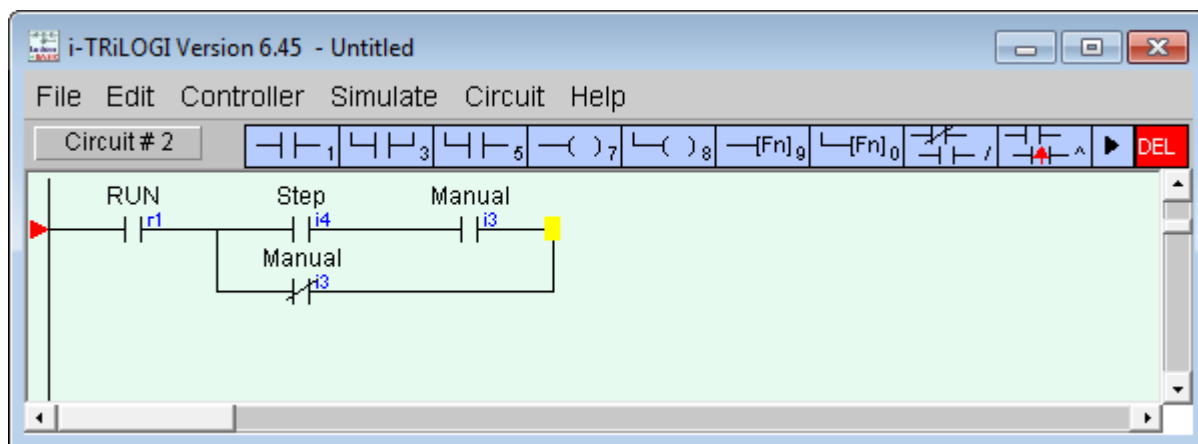 i-TRiLOGI Version 6.45 - Untitled
File Edit Controller Simulate Circuit Help
Circuit # 2 1 3 5 7 8 [Fn] 9 [Fn] 0 / ^ DEL
RUN Step Manual
r1 i4 i3
Manual
i3